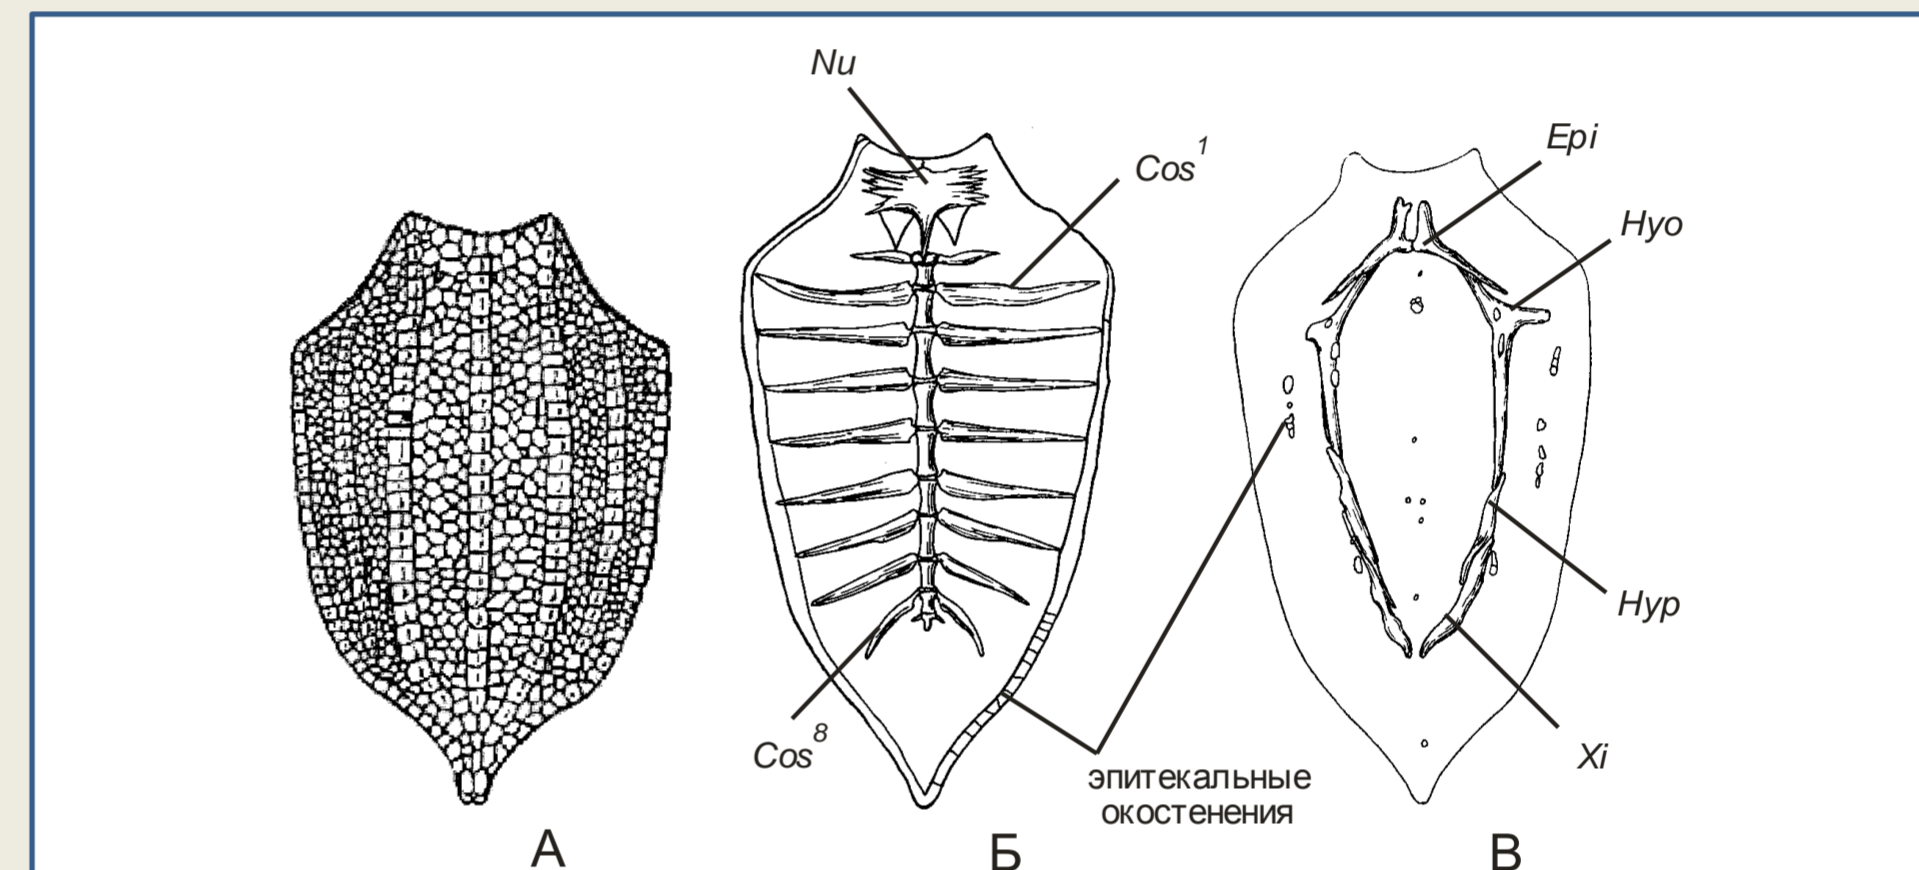 Nu
Cos¹
Epi
Hyo
Hyp
Xi
Cos⁸
эпитекальные
окостенения
А
Б
В